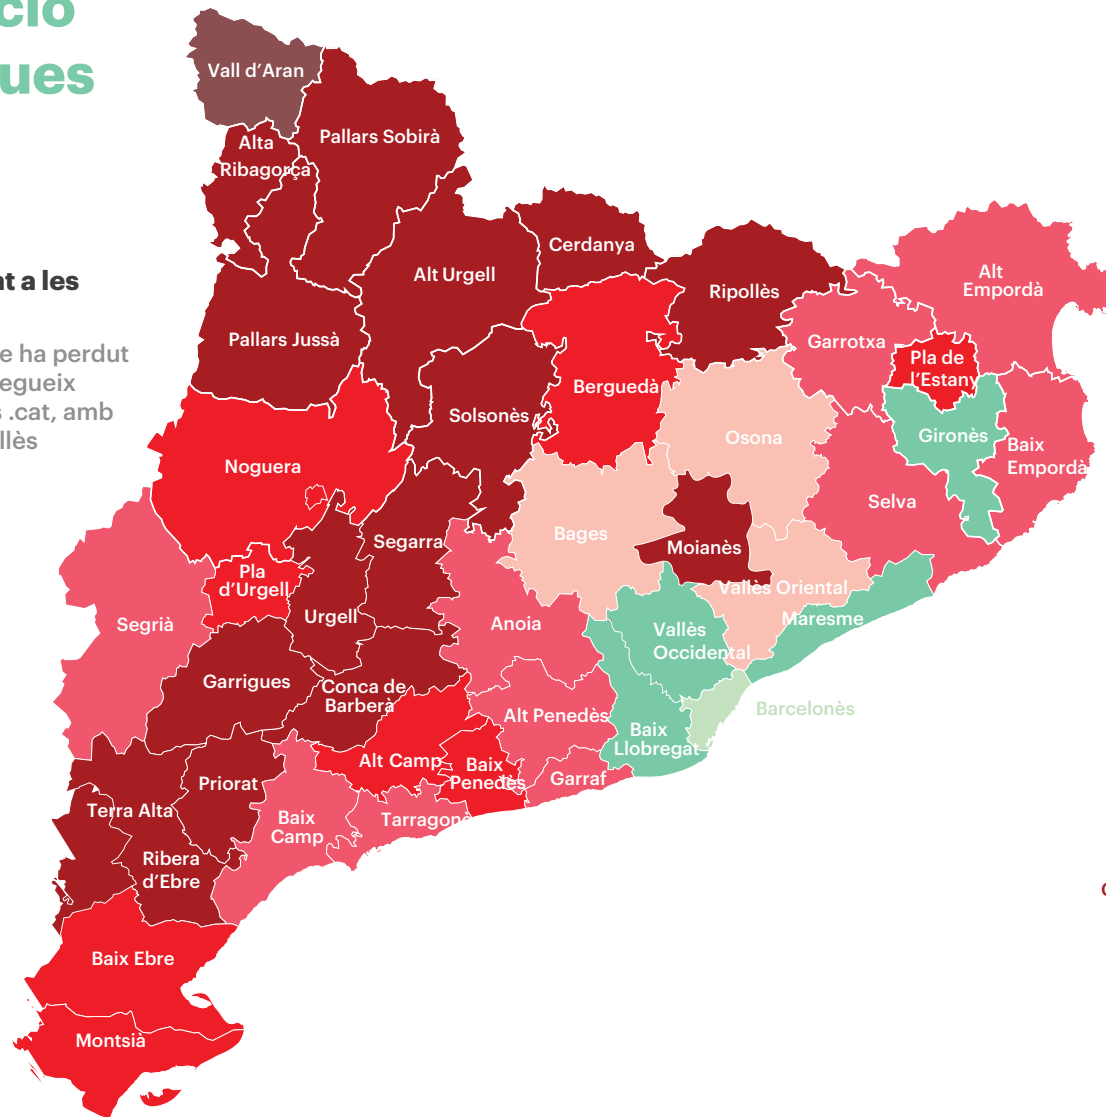 ció
ues
t a les
e ha perdut
egueix
s .cat, amb
llès
Vall d'Aran
Alta
Ribagorça
Pallars Sobirà
Cerdanya
Alt Urgell
Ripollès
Alt
Empordà
Pallars Jussà
Garrotxa
Pla de
l'Estany
Berguedà
Solsonès
Osona
Gironès
Baix
Empordà
Noguera
Selva
Bages
Segarra
Moianès
Pla
d'Urgell
Vallès Oriental
Urgell
Segrià
Anoia
Maresme
Vallès
Occidental
Garrigues
Conca de
Barberà
Alt Penedès
Barcelonès
Baix
Llobregat
Alt Camp
Baix
Penedès
Garraf
Priorat
Terra Alta
Baix
Camp
Tarragonè
Ribera
d'Ebre
Baix Ebre
Montsià